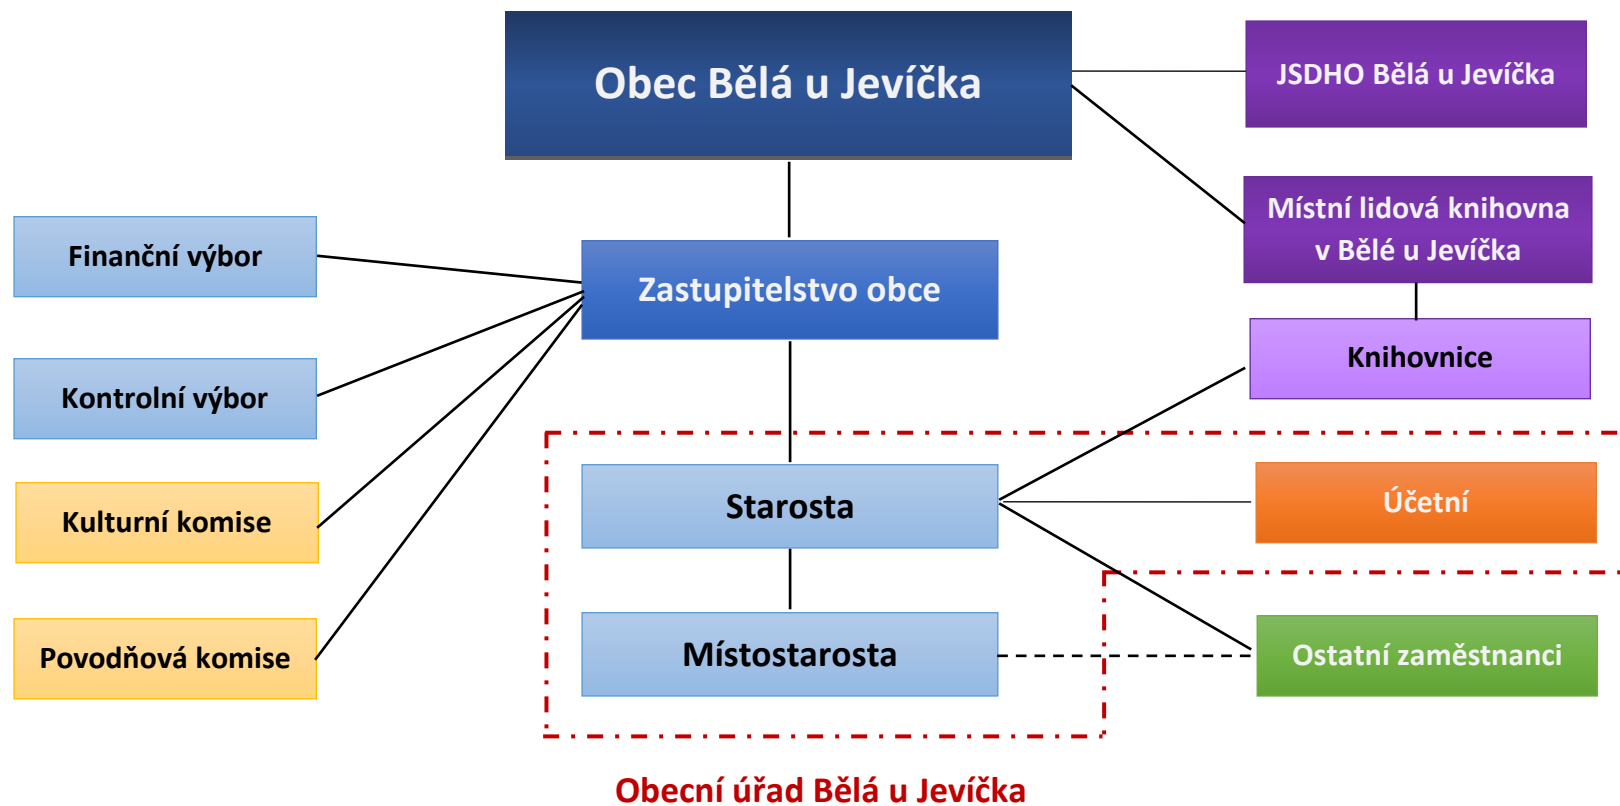 Obec Bělá u Jevíčka
JSDHO Bělá u Jevíčka
Místní lidová knihovna
v Bělé u Jevíčka
Finanční výbor
Zastupitelstvo obce
Knihovnice
Kontrolní výbor
Starosta
Účetní
Kulturní komise
Místostarosta
Ostatní zaměstnanci
Povodňová komise
Obecní úřad Bělá u Jevíčka